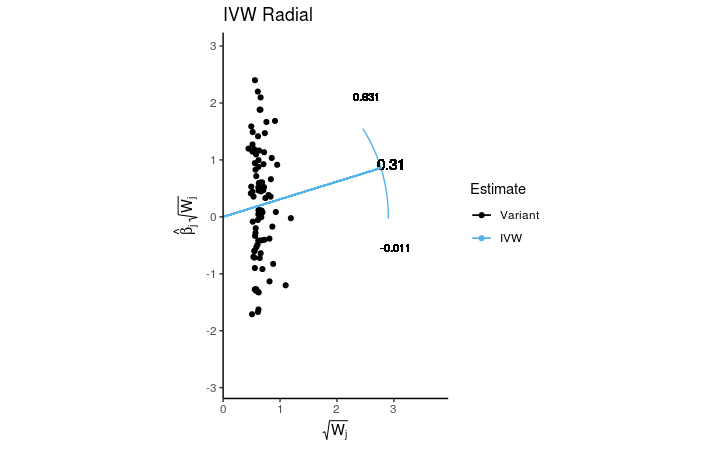 IVW Radial
3
2
1
0
-1
-2
-3
β̂ⱼ√Wⱼ
0.631
0.31
-0.011
0
1
2
3
√Wⱼ
Estimate
Variant
IVW